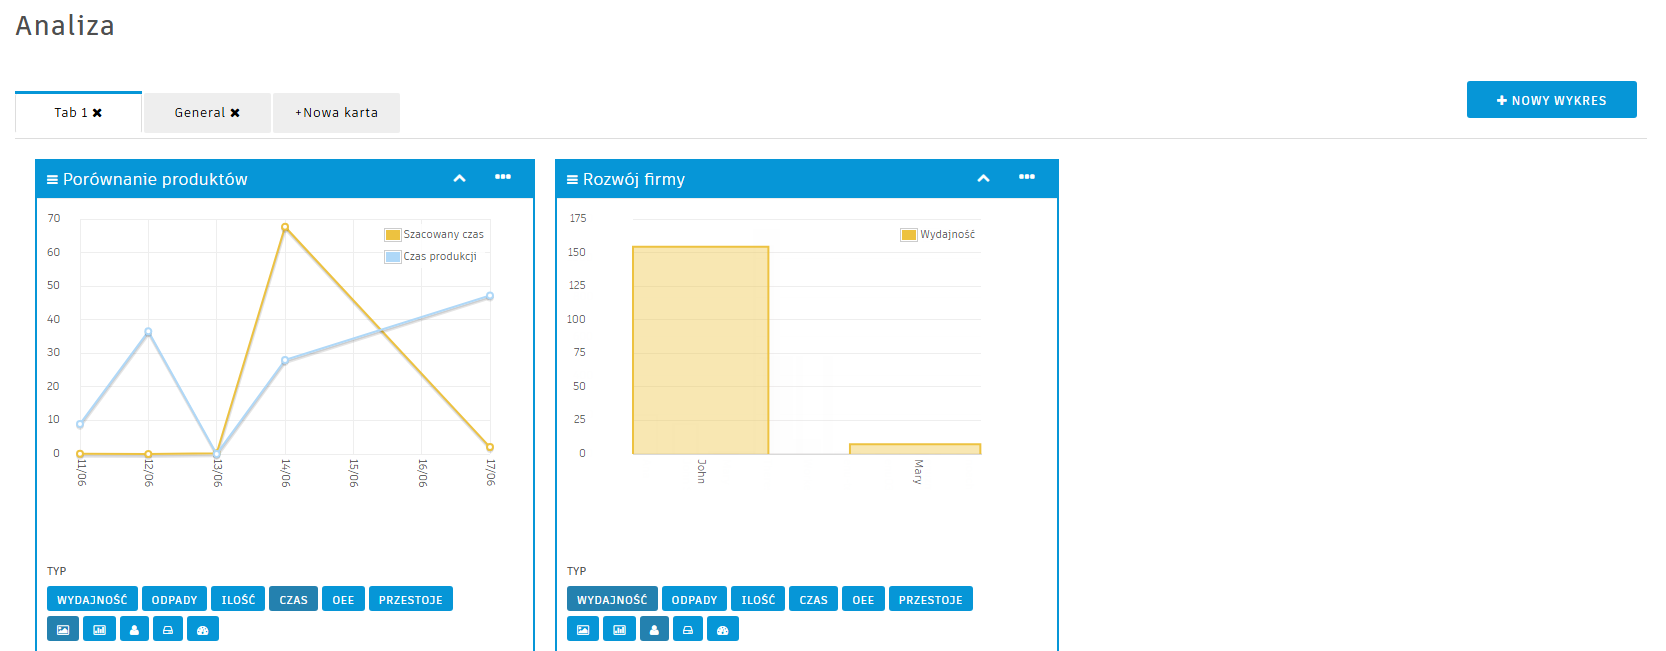 Analiza
Tab 1 ✖
General ✖
+Nowa karta
+ NOWY WYKRES
Porównanie produktów
70
60
50
40
30
20
10
0
Szacowany czas
Czas produkcji
11/06
12/06
13/06
14/06
15/06
16/06
17/06
TYP
WYDAJNOŚĆ ODPADY ILOŚĆ CZAS OEE PRZESTOJE
Rozwój firmy
175
150
125
100
75
50
25
0
Wydajność
John
Mary
TYP
WYDAJNOŚĆ ODPADY ILOŚĆ CZAS OEE PRZESTOJE